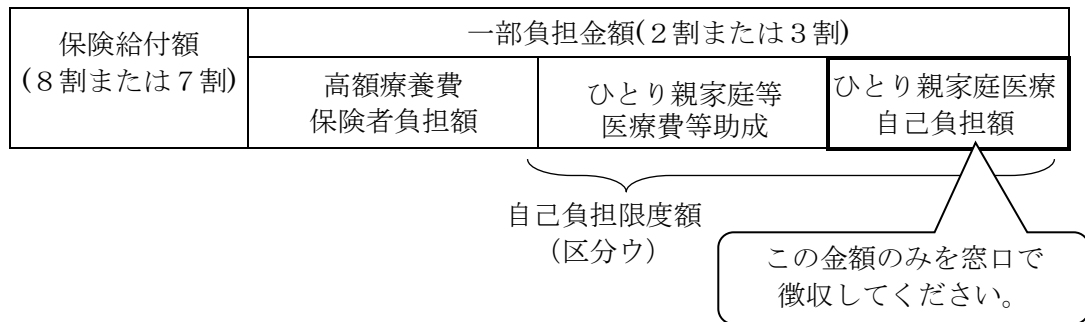 保険給付額
(８割または７割)
一部負担金額(２割または３割)
高額療養費
保険者負担額
ひとり親家庭等
医療費等助成
ひとり親家庭医療
自己負担額
自己負担限度額
（区分ウ）
この金額のみを窓口で
徴収してください。